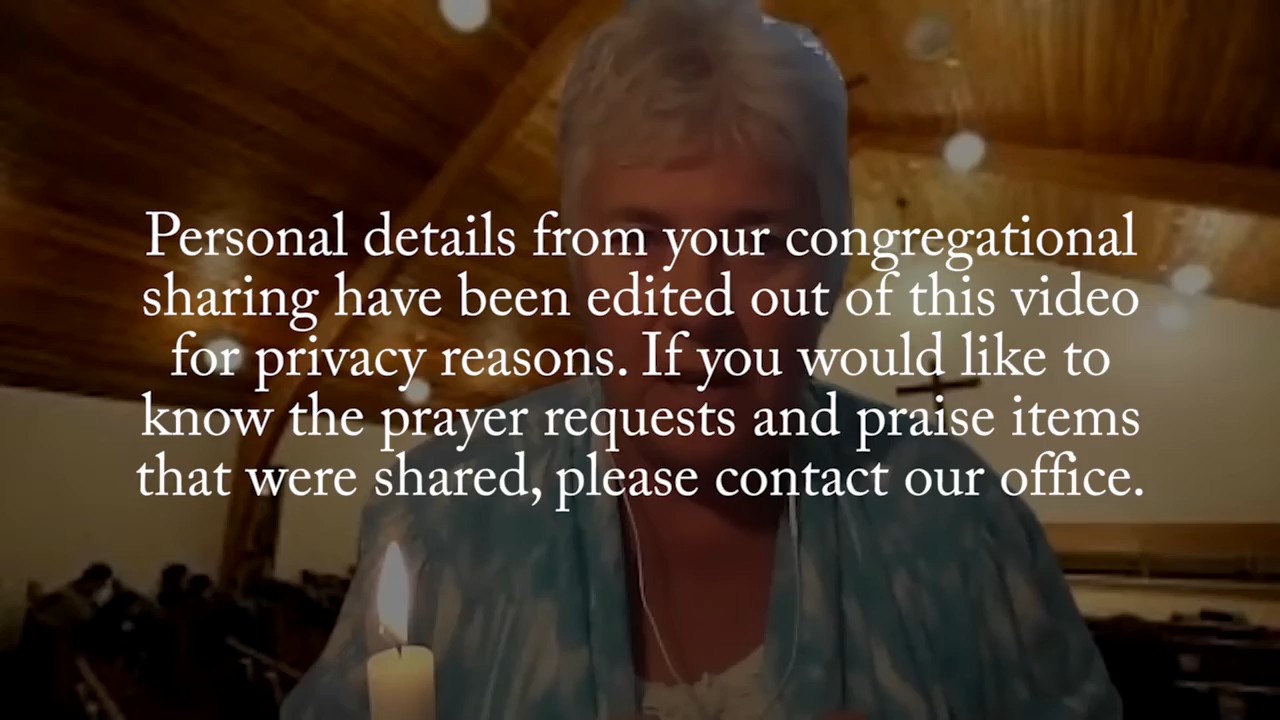 Personal details from your congregational
sharing have been edited out of this video
for privacy reasons. If you would like to
know the prayer requests and praise items
that were shared, please contact our office.